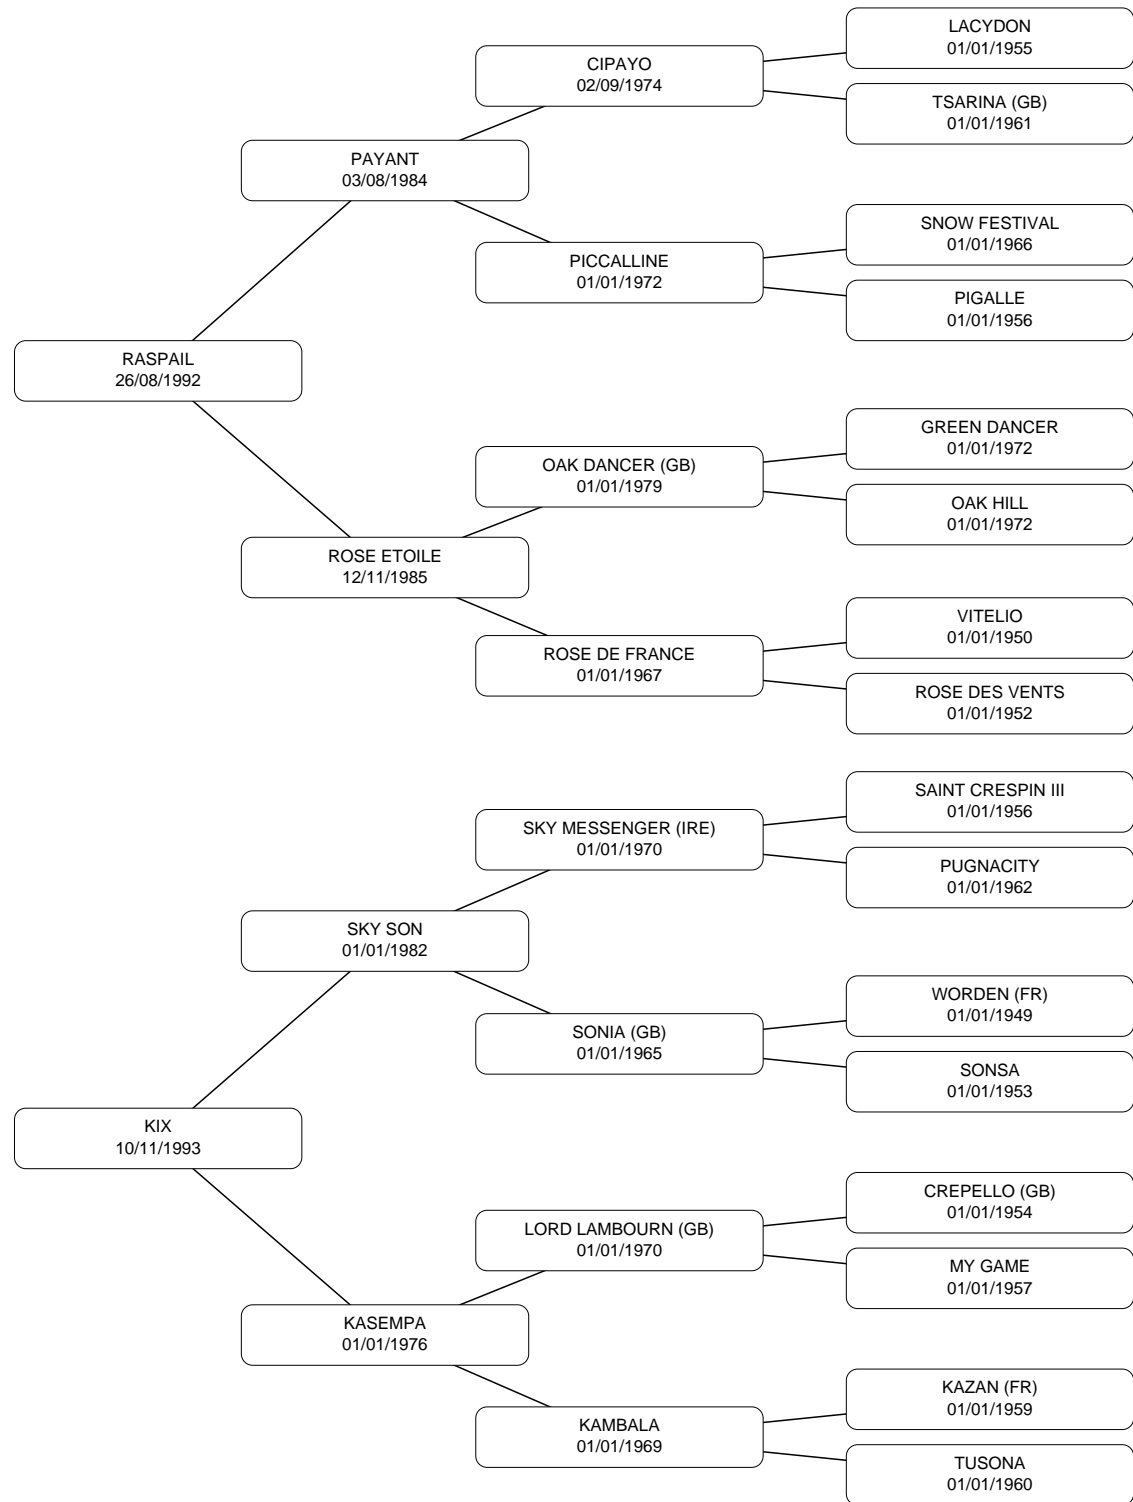 LACYDON
01/01/1955
CIPAYO
02/09/1974
TSARINA (GB)
01/01/1961
PAYANT
03/08/1984
SNOW FESTIVAL
01/01/1966
PICCALLINE
01/01/1972
PIGALLE
01/01/1956
RASPAIL
26/08/1992
GREEN DANCER
01/01/1972
OAK DANCER (GB)
01/01/1979
OAK HILL
01/01/1972
ROSE ETOILE
12/11/1985
VITELIO
01/01/1950
ROSE DE FRANCE
01/01/1967
ROSE DES VENTS
01/01/1952
SAINT CRESPIN III
01/01/1956
SKY MESSENGER (IRE)
01/01/1970
PUGNACITY
01/01/1962
SKY SON
01/01/1982
WORDEN (FR)
01/01/1949
SONIA (GB)
01/01/1965
SONSA
01/01/1953
KIX
10/11/1993
CREPELLO (GB)
01/01/1954
LORD LAMBOURN (GB)
01/01/1970
MY GAME
01/01/1957
KASEMPA
01/01/1976
KAZAN (FR)
01/01/1959
KAMBALA
01/01/1969
TUSONA
01/01/1960